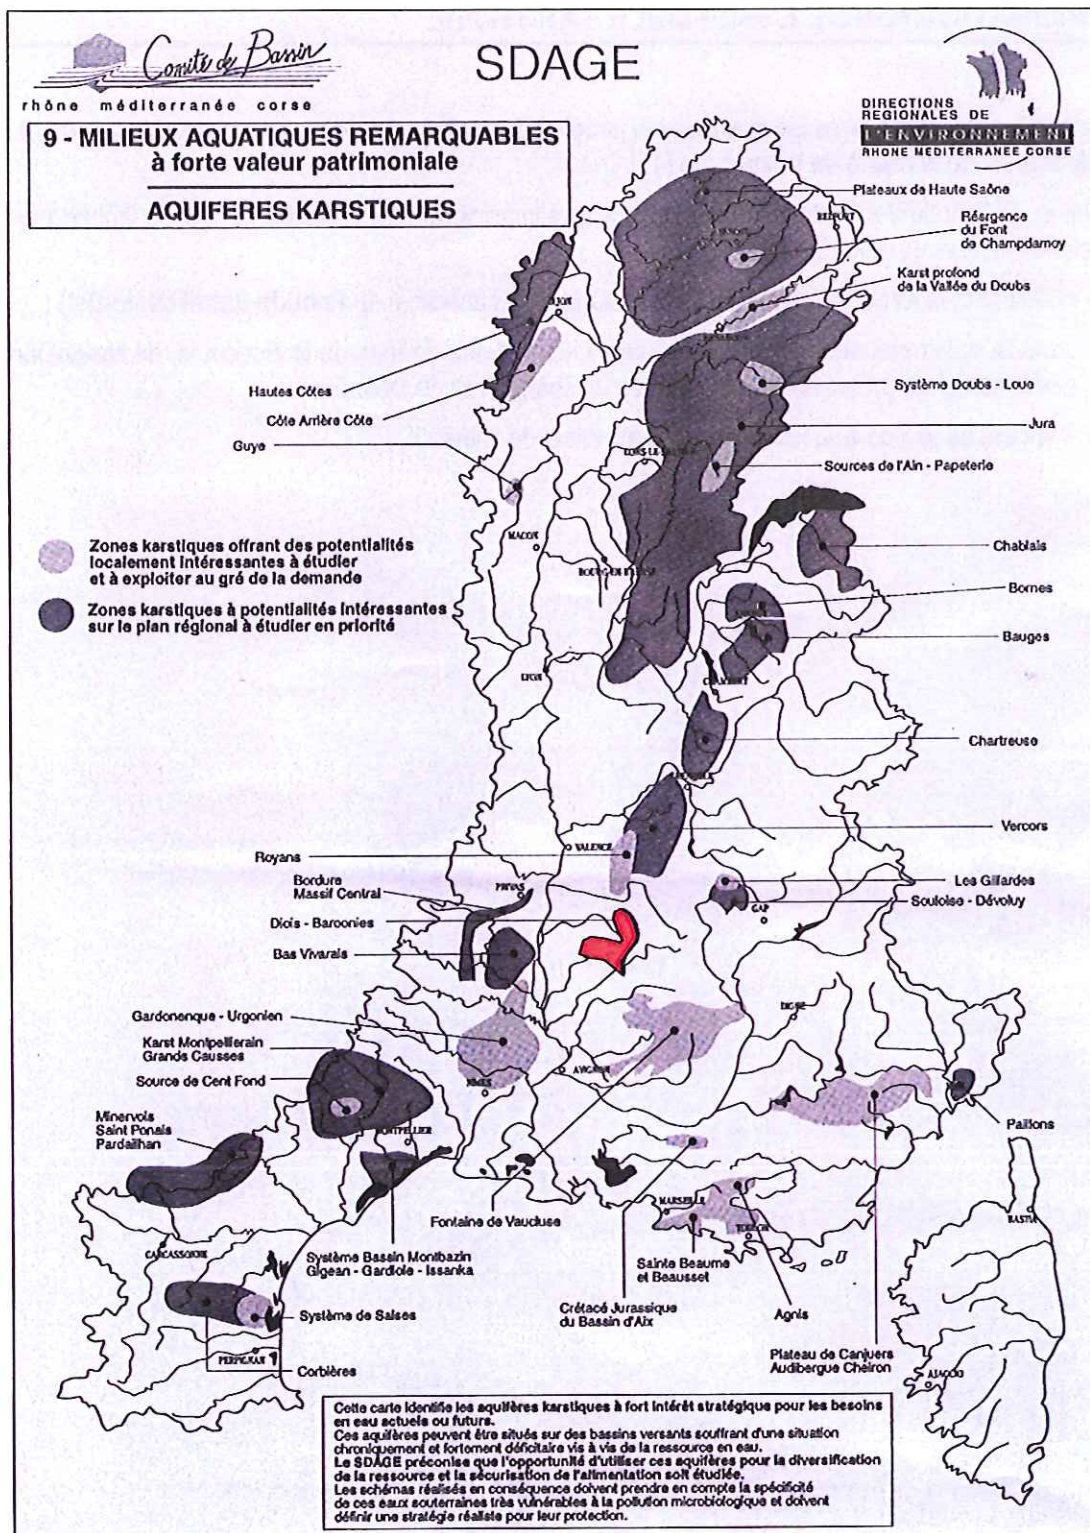 Comité de Bassin
rhône méditerranée corse
SDAGE
DIRECTIONS
REGIONALES DE
L'ENVIRONNEMENT
RHONE MEDITERRANEE CORSE
9 - MILIEUX AQUATIQUES REMARQUABLES
à forte valeur patrimoniale
AQUIFERES KARSTIQUES
Plateaux de Haute Saône
BELFORT
Résrgence
du Font
de Champdamoy
Karst profond
de la Vallée du Doubs
Hautes Côtes
Côte Arrière Côte
Guye
Système Doubs - Loue
Jura
Sources de l'Ain - Papeterie
MACON
Zones karstiques offrant des potentialités
localement intéressantes à étudier
et à exploiter au gré de la demande
Zones karstiques à potentialités intéressantes
sur le plan régional à étudier en priorité
Chablais
Bornes
Bauges
LYON
Chartreuse
Vercors
VALENCE
Royans
Bordure
Massif Central
PRIVAS
Les Gillardes
Souloise - Dévoluy
GAP
Diois - Baroonies
Bas Vivarais
DIGNE
Gardonenque - Urgonien
Karst Montpellierain
Grands Causses
AVIGNON
NIMES
Source de Cent Fond
Minervois
Saint Ponais
Pardailhan
MONTPELLIER
Paillons
Fontaine de Vaucluse
MARSEILLE
TOULON
BASTIA
CARCASSONNE
Système Bassin Montbazin
Gigean - Gardiole - Issanka
Sainte Beaume
et Beausset
Système de Salses
Crétacé Jurassique
du Bassin d'Aix
Agnis
PERPIGNAN
Corbières
Plateau de Canjuers
Audibergue Cheiron
AJACCIO
Cette carte identifie les aquifères karstiques à fort intérêt stratégique pour les besoins
en eau actuels ou futurs.
Ces aquifères peuvent être situés sur des bassins versants souffrant d'une situation
chroniquement et fortement déficitaire vis à vis de la ressource en eau.
Le SDAGE préconise que l'opportunité d'utiliser ces aquifères pour la diversification
de la ressource et la sécurisation de l'alimentation soit étudiée.
Les schémas réalisés en conséquence doivent prendre en compte la spécificité
de ces eaux souterraines très vulnérables à la pollution microbiologique et doivent
définir une stratégie réaliste pour leur protection.